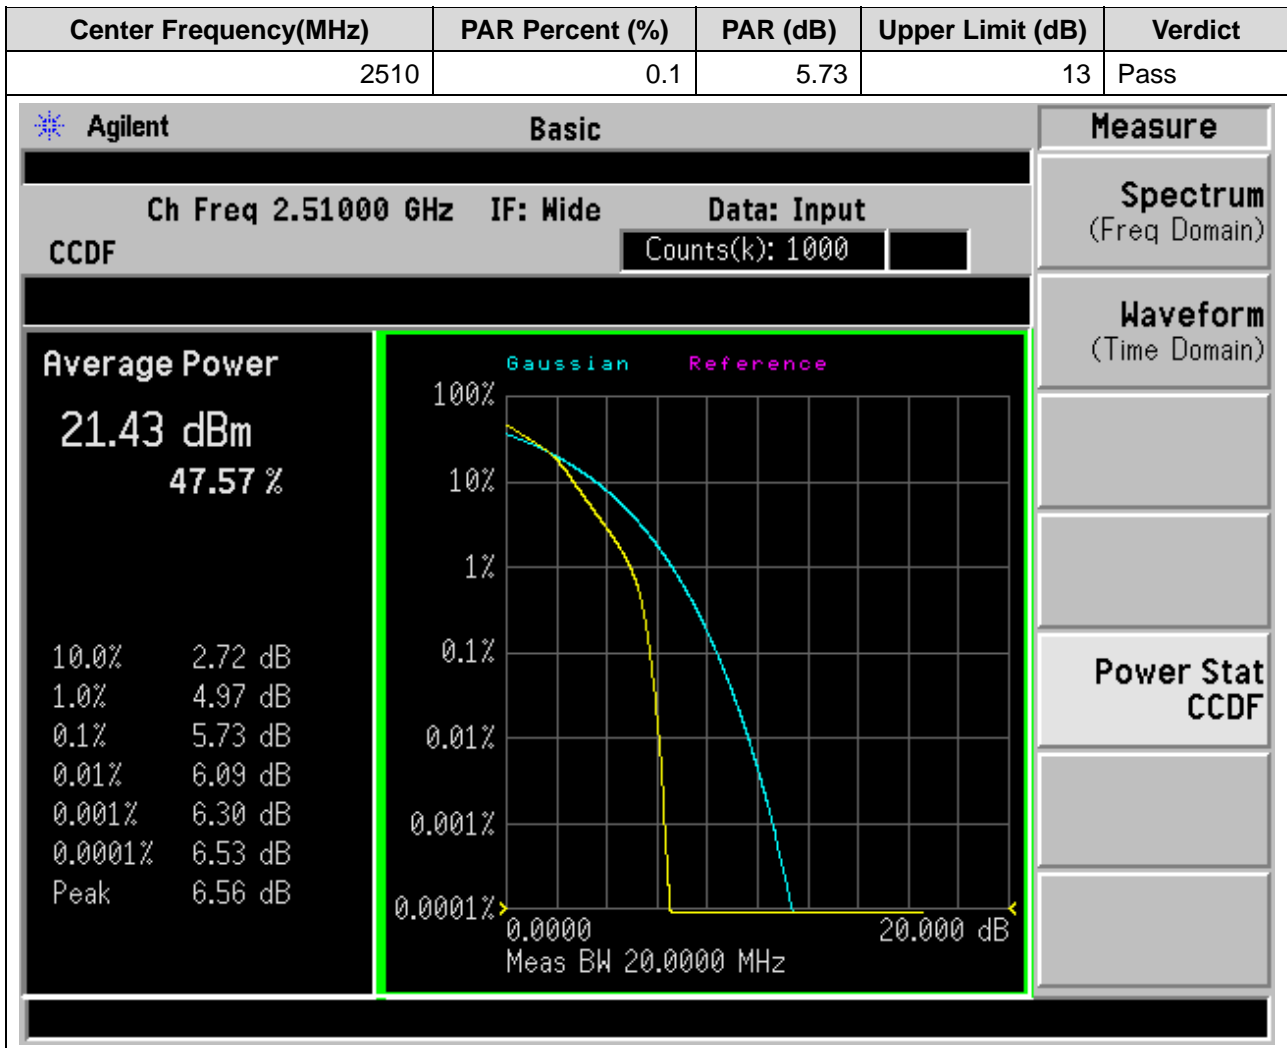 Center Frequency(MHz) PAR Percent (%) PAR (dB) Upper Limit (dB) Verdict
2510 0.1 5.73 13 Pass
Agilent Basic Measure
Ch Freq 2.51000 GHz IF: Wide Data: Input
CCDF Counts(k): 1000
Average Power
21.43 dBm
47.57 %
10.0% 2.72 dB
1.0% 4.97 dB
0.1% 5.73 dB
0.01% 6.09 dB
0.001% 6.30 dB
0.0001% 6.53 dB
Peak 6.56 dB
Gaussian Reference
100%
10%
1%
0.1%
0.01%
0.001%
0.0001%
0.0000 20.000 dB
Meas BW 20.0000 MHz
Spectrum
(Freq Domain)
Waveform
(Time Domain)
Power Stat
CCDF